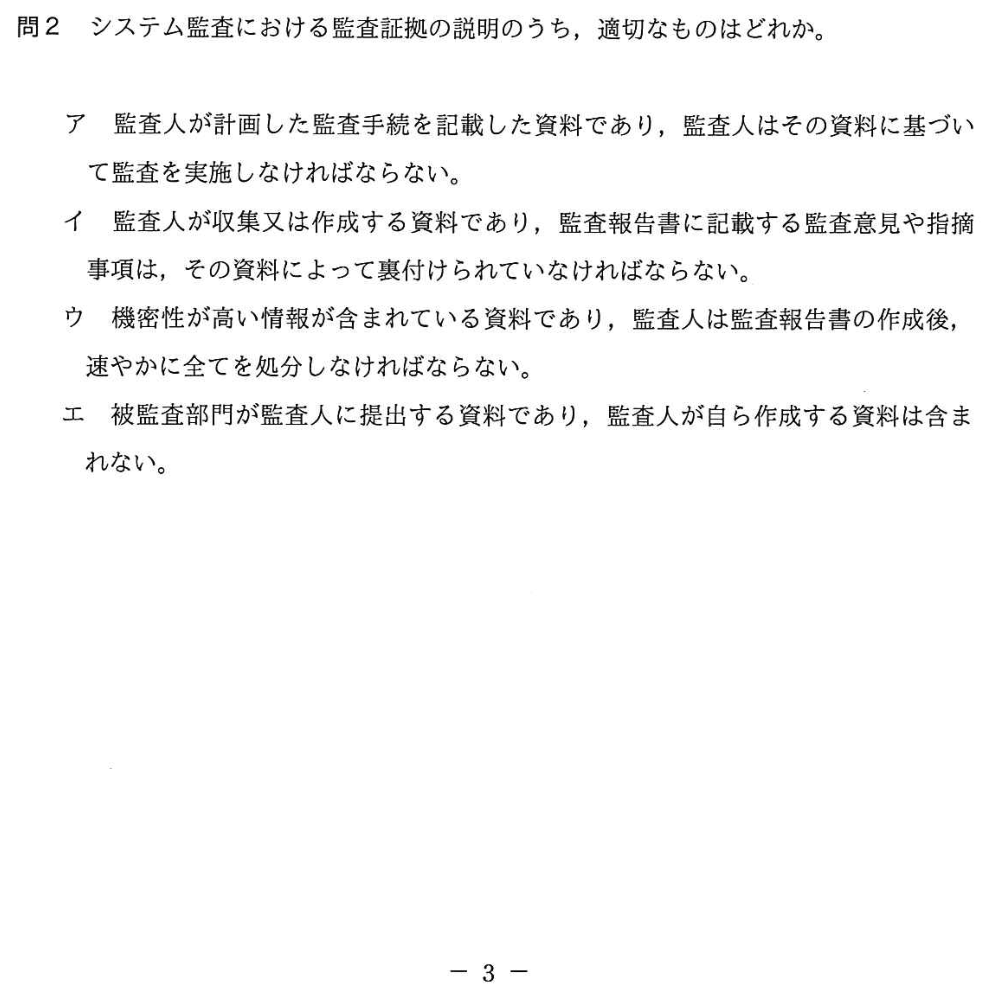 問2 システム監査における監査証拠の説明のうち，適切なものはどれか。
ア 監査人が計画した監査手続を記載した資料であり，監査人はその資料に基づい
て監査を実施しなければならない。
イ 監査人が収集又は作成する資料であり，監査報告書に記載する監査意見や指摘
事項は，その資料によって裏付けられていなければならない。
ウ 機密性が高い情報が含まれている資料であり，監査人は監査報告書の作成後，
速やかに全てを処分しなければならない。
エ 被監査部門が監査人に提出する資料であり，監査人が自ら作成する資料は含ま
れない。
－ 3 －